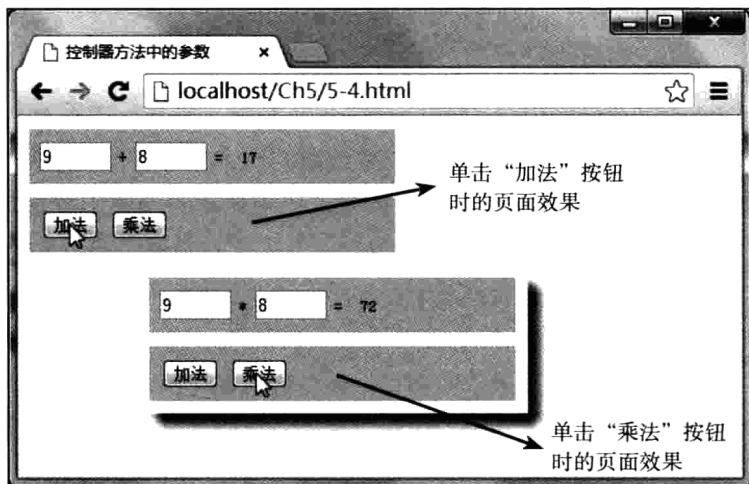 控制器方法中的参数 ×
localhost/Ch5/5-4.html
9 + 8 = 17
加法 乘法
单击“加法”按钮
时的页面效果
9 * 8 = 72
加法 乘法
单击“乘法”按钮
时的页面效果